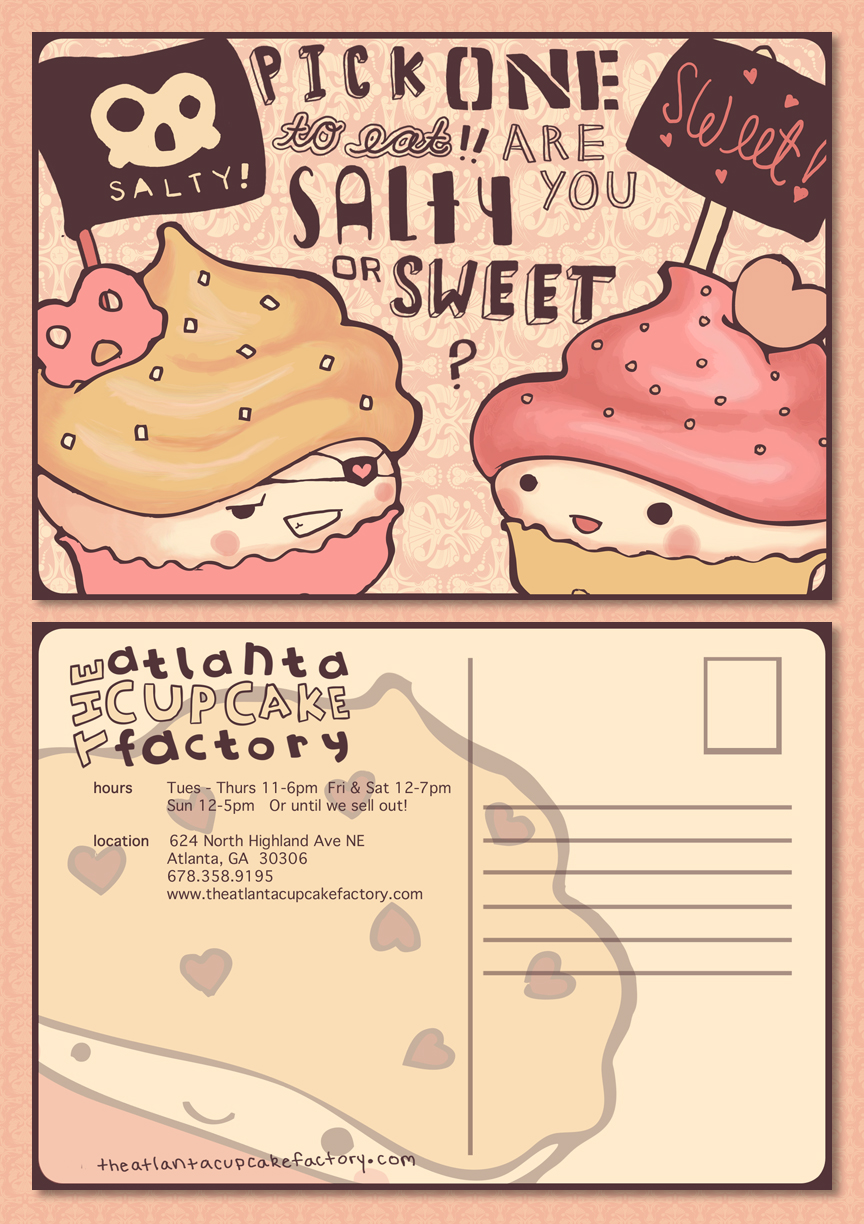 PICK ONE
to eat!! ARE
YOU
SALTY
OR SWEET
?
SALTY!
Sweet!
THE atlanta
CUPCAKE
factory
hours Tues - Thurs 11-6pm Fri & Sat 12-7pm
Sun 12-5pm Or until we sell out!
location 624 North Highland Ave NE
Atlanta, GA 30306
678.358.9195
www.theatlantacupcakefactory.com
theatlantacupcakefactory.com